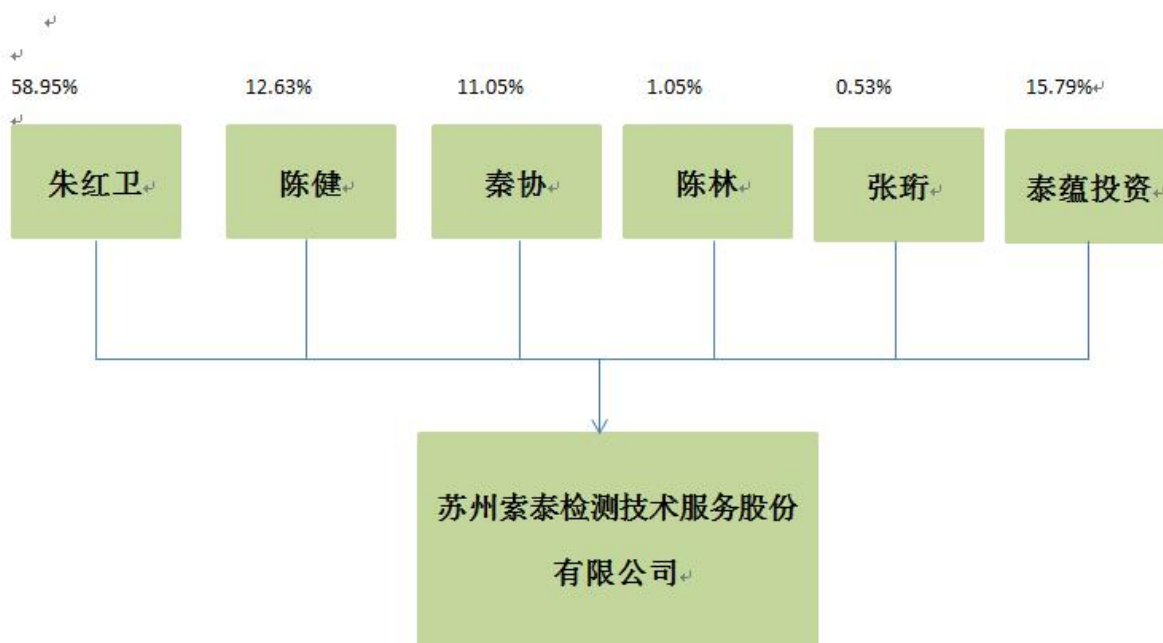 58.95% 12.63% 11.05% 1.05% 0.53% 15.79%
朱红卫 陈健 秦协 陈林 张珩 泰蕴投资
苏州索泰检测技术服务股份
有限公司